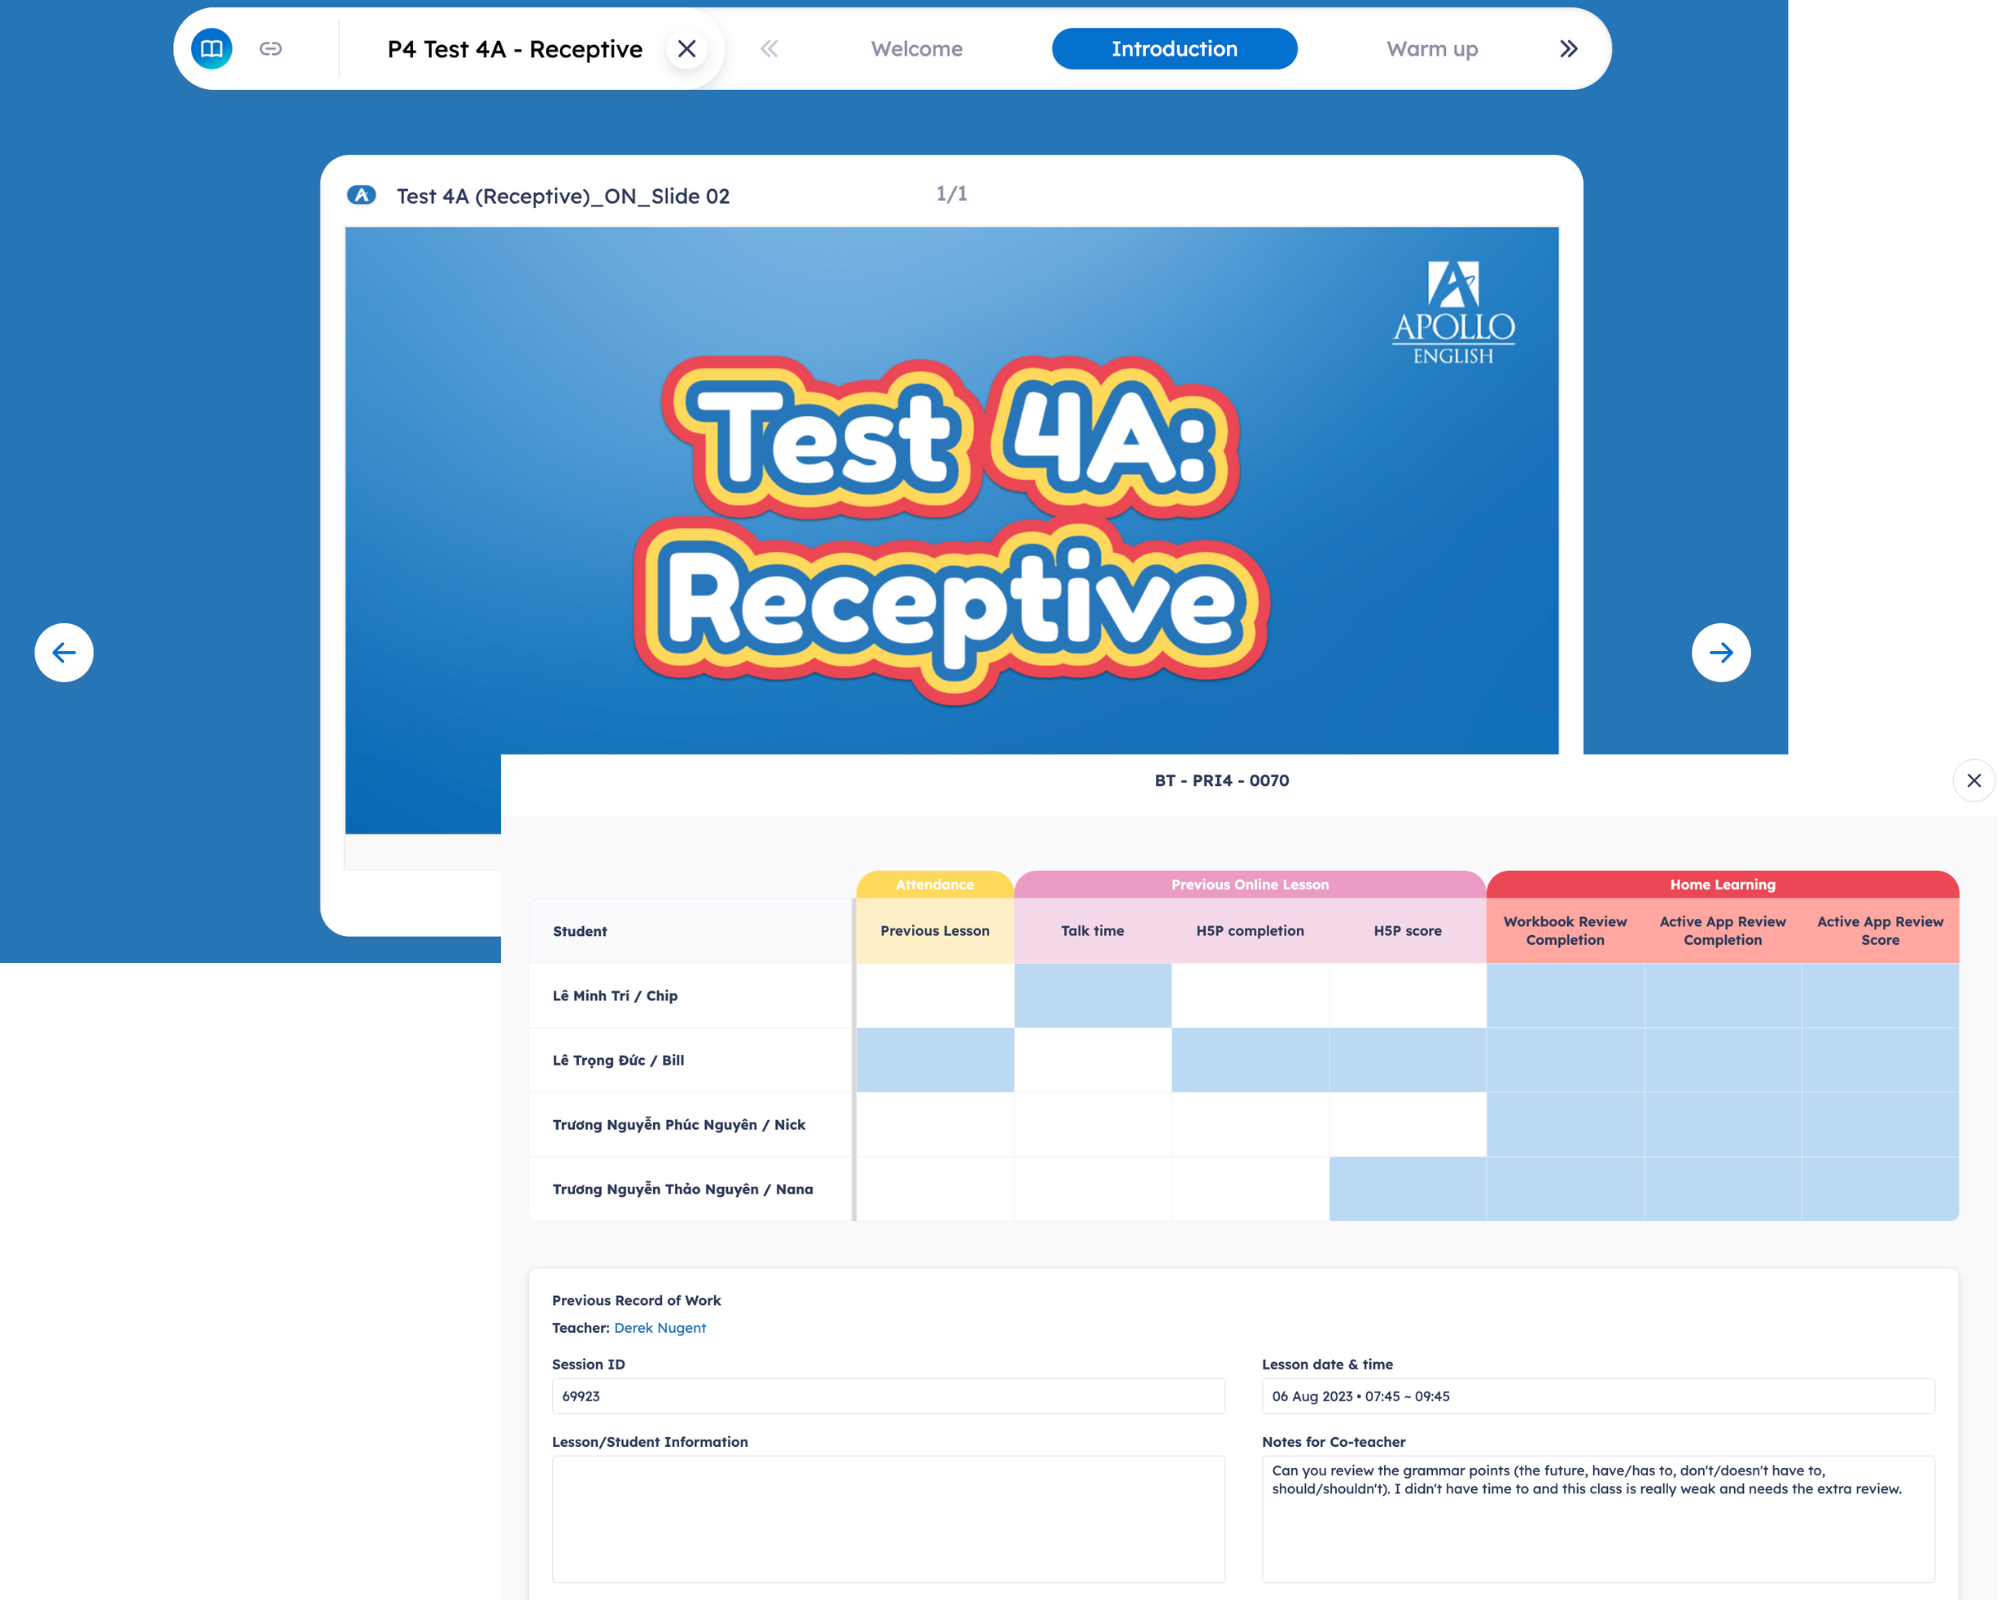 P4 Test 4A - Receptive
Welcome
Introduction
Warm up
Test 4A (Receptive)_ON_Slide 02
1/1
APOLLO
ENGLISH
Test 4A:
Receptive
BT - PRI4 - 0070
Attendance
Previous Online Lesson
Home Learning
Student
Previous Lesson
Talk time
H5P completion
H5P score
Workbook Review
Completion
Active App Review
Completion
Active App Review
Score
Lê Minh Trí / Chip
Lê Trọng Đức / Bill
Trương Nguyễn Phúc Nguyên / Nick
Trương Nguyễn Thảo Nguyên / Nana
Previous Record of Work
Teacher: Derek Nugent
Session ID
69923
Lesson date & time
06 Aug 2023 • 07:45 ~ 09:45
Lesson/Student Information
Notes for Co-teacher
Can you review the grammar points (the future, have/has to, don't/doesn't have to,
should/shouldn't). I didn't have time to and this class is really weak and needs the extra review.